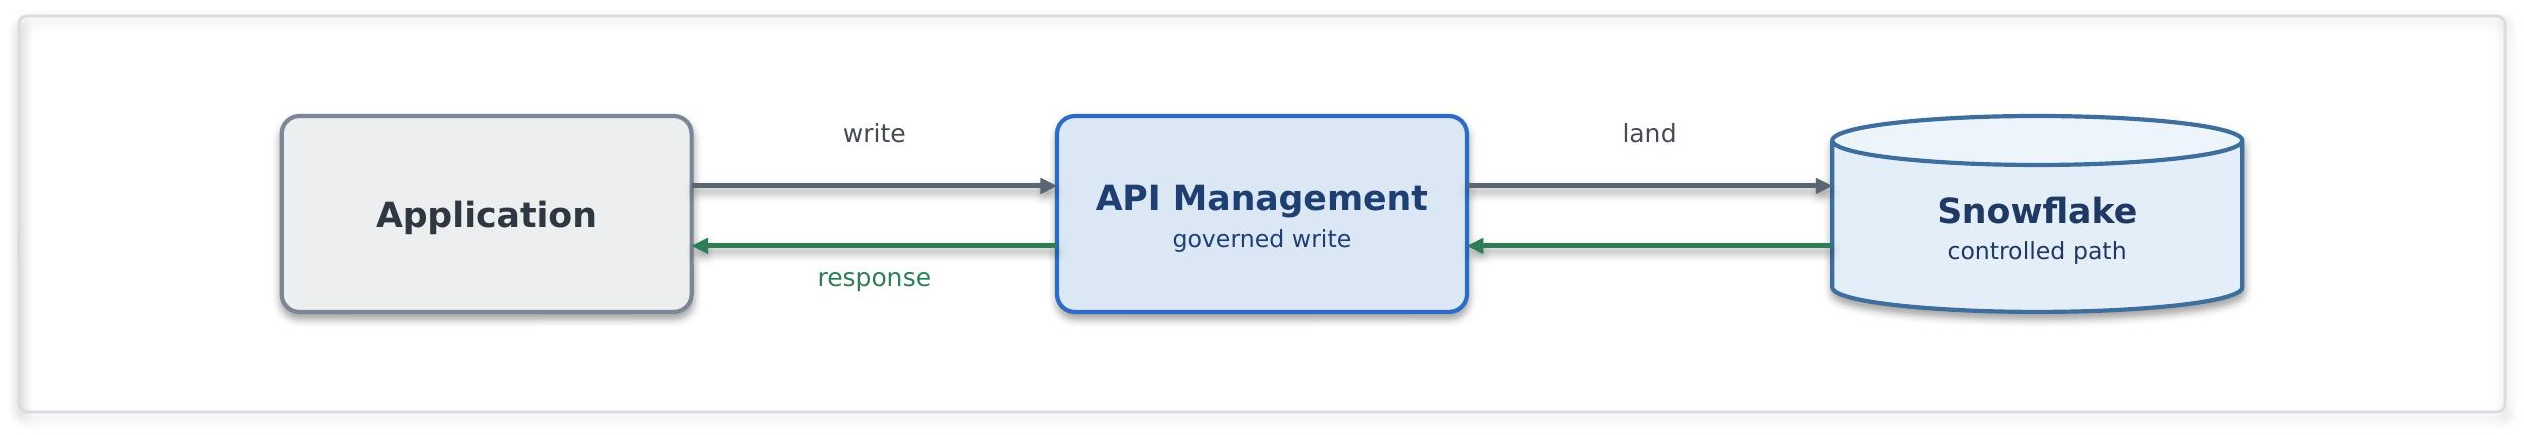 write
land
Application
API Management
governed write
Snowflake
controlled path
response